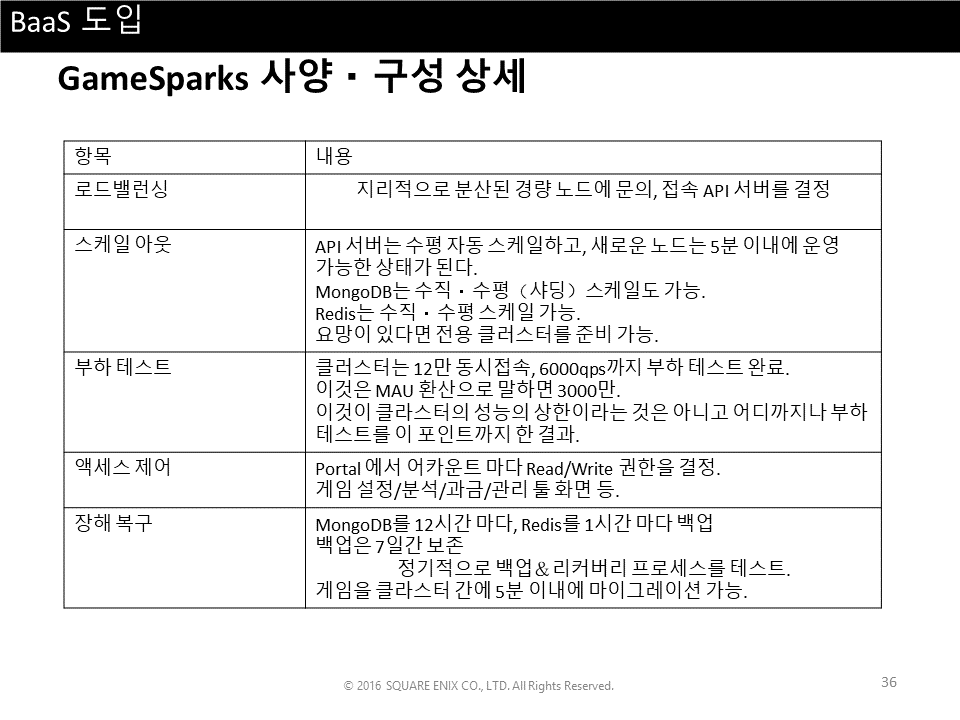 BaaS 도입
GameSparks 사양・구성 상세
항목
내용
로드밸런싱
지리적으로 분산된 경량 노드에 문의, 접속 API 서버를 결정
스케일 아웃
API 서버는 수평 자동 스케일하고, 새로운 노드는 5분 이내에 운영
가능한 상태가 된다.
MongoDB는 수직・수평（샤딩）스케일도 가능.
Redis는 수직・수평 스케일 가능.
요망이 있다면 전용 클러스터를 준비 가능.
부하 테스트
클러스터는 12만 동시접속, 6000qps까지 부하 테스트 완료.
이것은 MAU 환산으로 말하면 3000만.
이것이 클라스터의 성능의 상한이라는 것은 아니고 어디까지나 부하
테스트를 이 포인트까지 한 결과.
액세스 제어
Portal 에서 어카운트 마다 Read/Write 권한을 결정.
게임 설정/분석/과금/관리 툴 화면 등.
장해 복구
MongoDB를 12시간 마다, Redis를 1시간 마다 백업
백업은 7일간 보존
정기적으로 백업＆리커버리 프로세스를 테스트.
게임을 클라스터 간에 5분 이내에 마이그레이션 가능.
© 2016 SQUARE ENIX CO., LTD. All Rights Reserved.
36